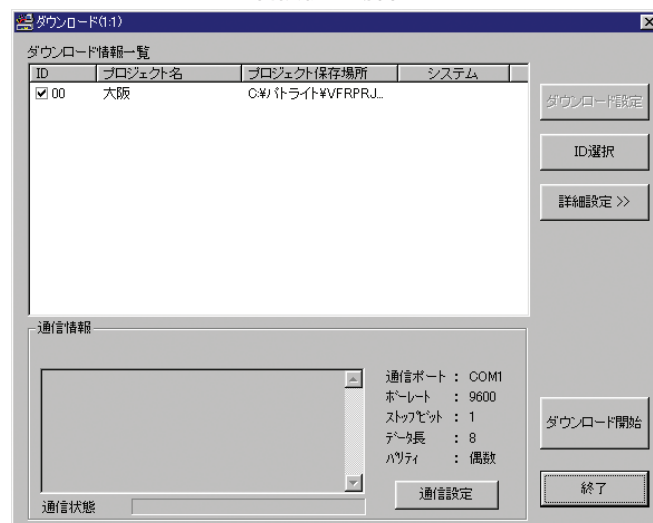 ダウンロード(1:1)
ダウンロード情報一覧
ID プロジェクト名 プロジェクト保存場所 システム
00 大阪 C:¥パトライト¥VFRPRJ...
ダウンロード設定
ID選択
詳細設定 >>
通信情報
通信ポート : COM1
ボーレート : 9600
ストップビット : 1
データ長 : 8
パリティ : 偶数
通信設定
通信状態
ダウンロード開始
終了